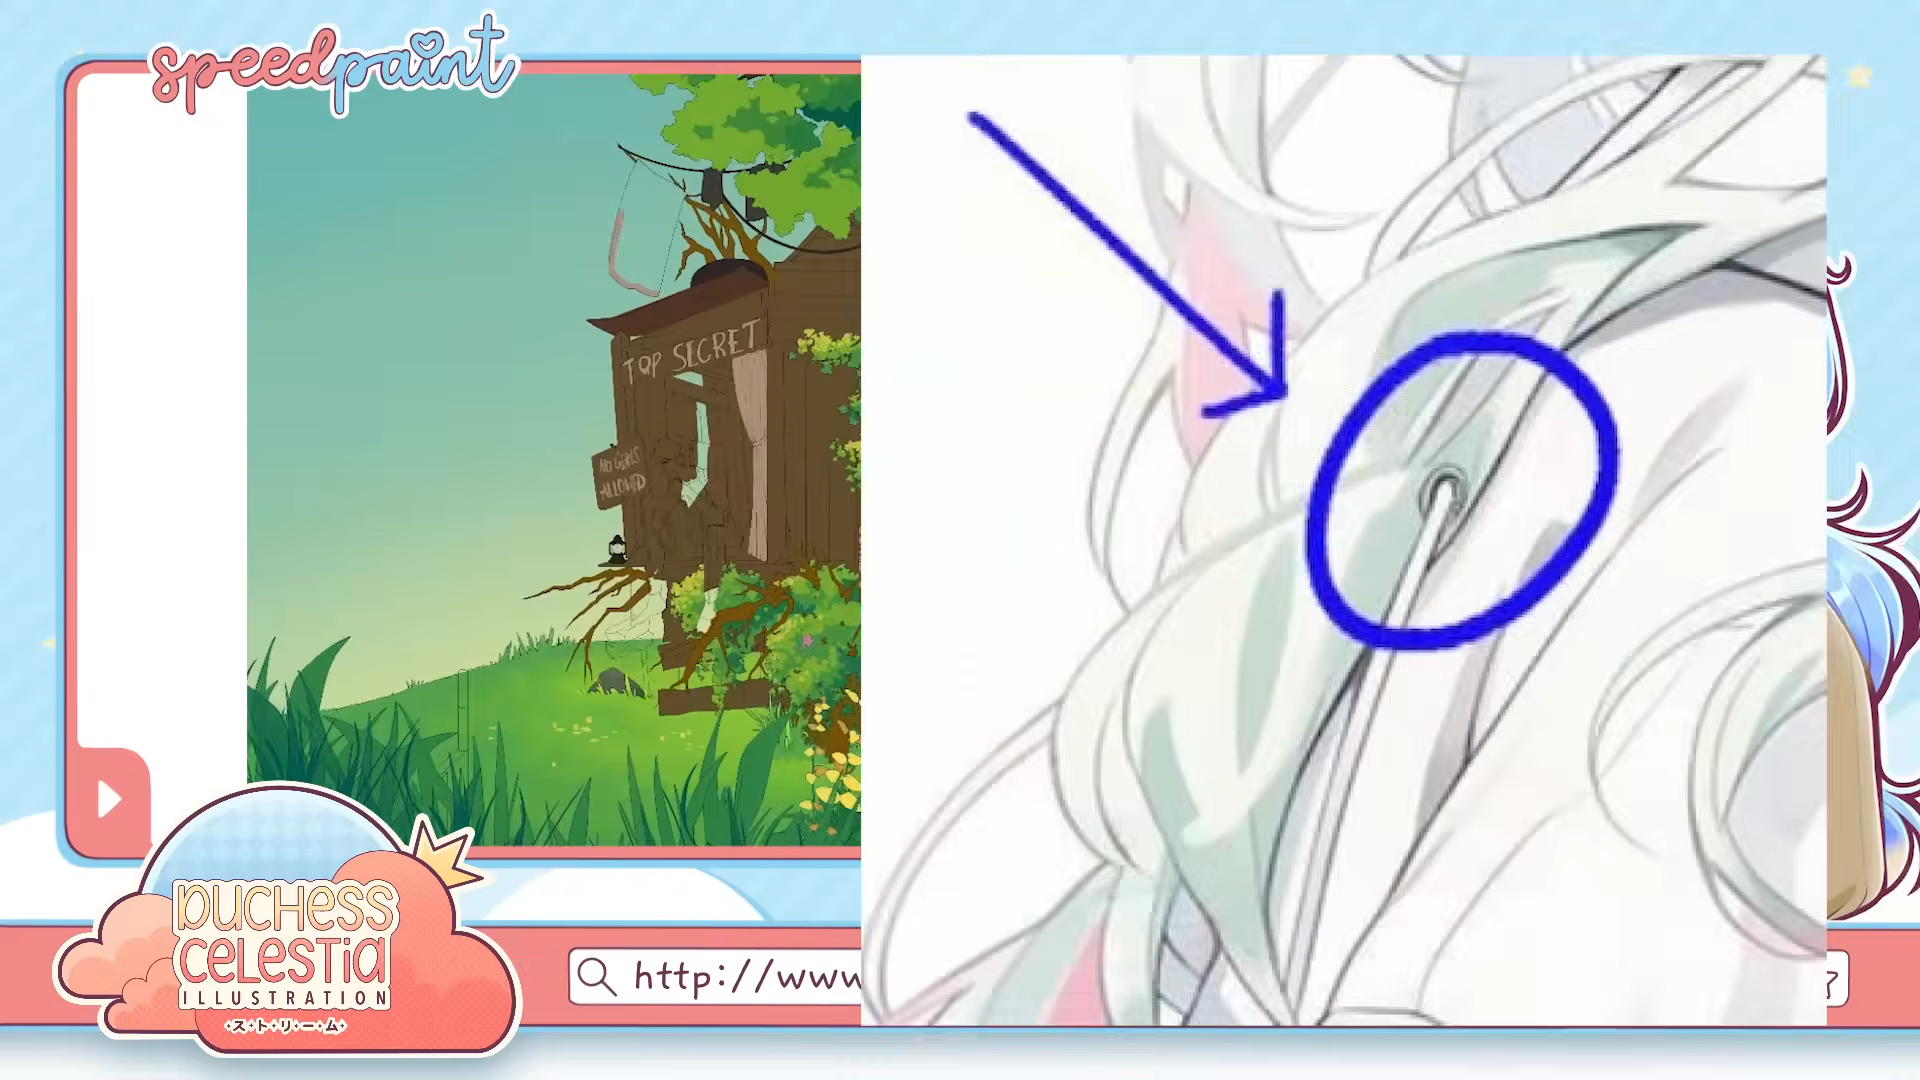 speedpaint
TOP SECRET
NO GIRLS
ALLOWED
DUCHESS
CELESTIA
ILLUSTRATION
・ス・ト・リ・ー・ム・
http://www